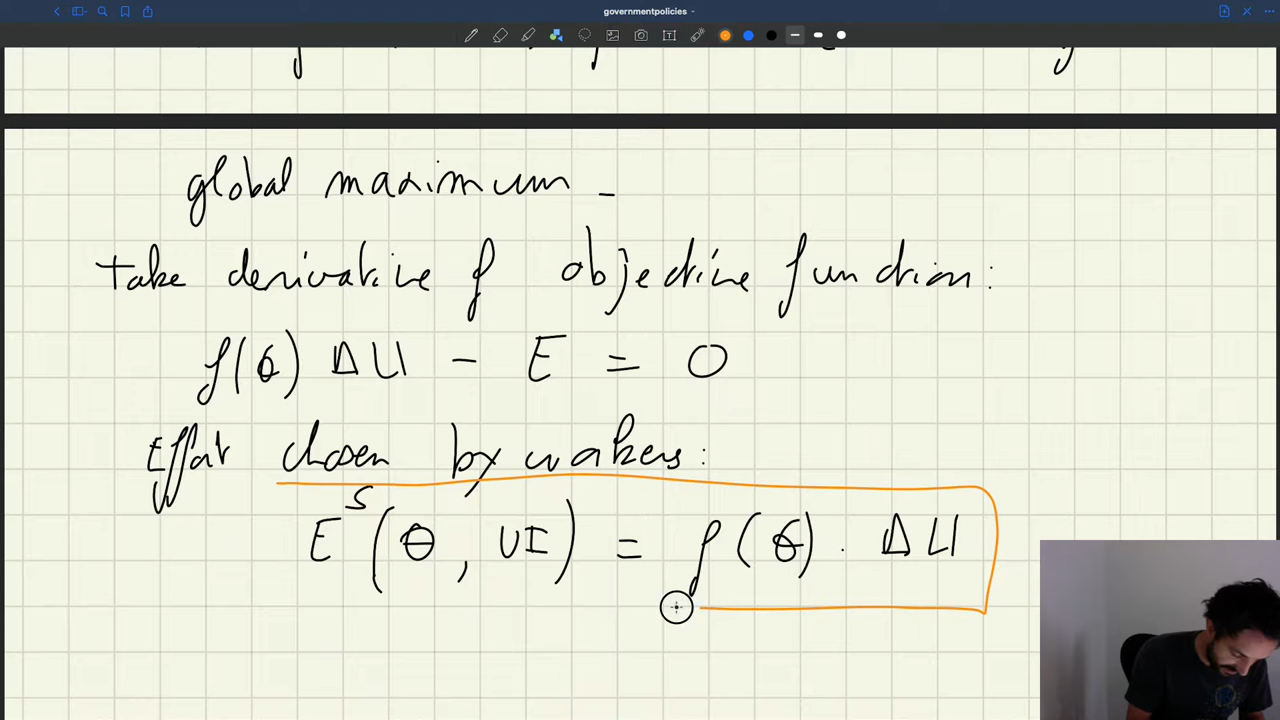 governmentpolicies
global maximum -
take derivative of objective function:
f(θ) ΔU - E = 0
Effort chosen by workers:
E^S(θ, UI) = f(θ) . ΔU